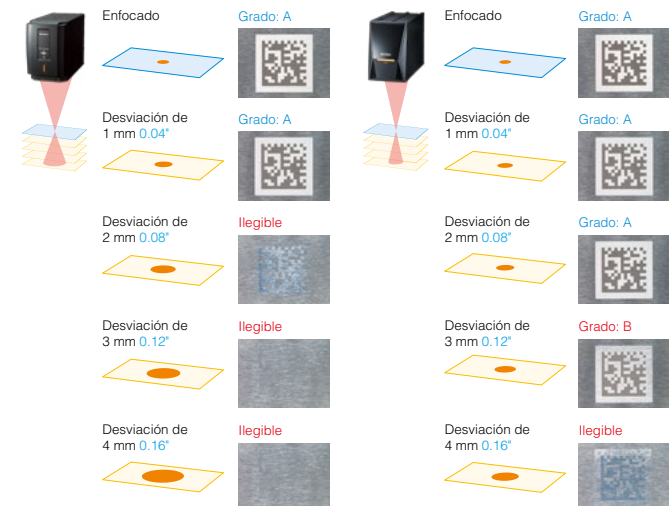 Enfocado
Grado: A
Desviación de
1 mm 0.04"
Grado: A
Desviación de
2 mm 0.08"
Ilegible
Desviación de
3 mm 0.12"
Ilegible
Desviación de
4 mm 0.16"
Ilegible
Enfocado
Grado: A
Desviación de
1 mm 0.04"
Grado: A
Desviación de
2 mm 0.08"
Grado: A
Desviación de
3 mm 0.12"
Grado: B
Desviación de
4 mm 0.16"
Ilegible